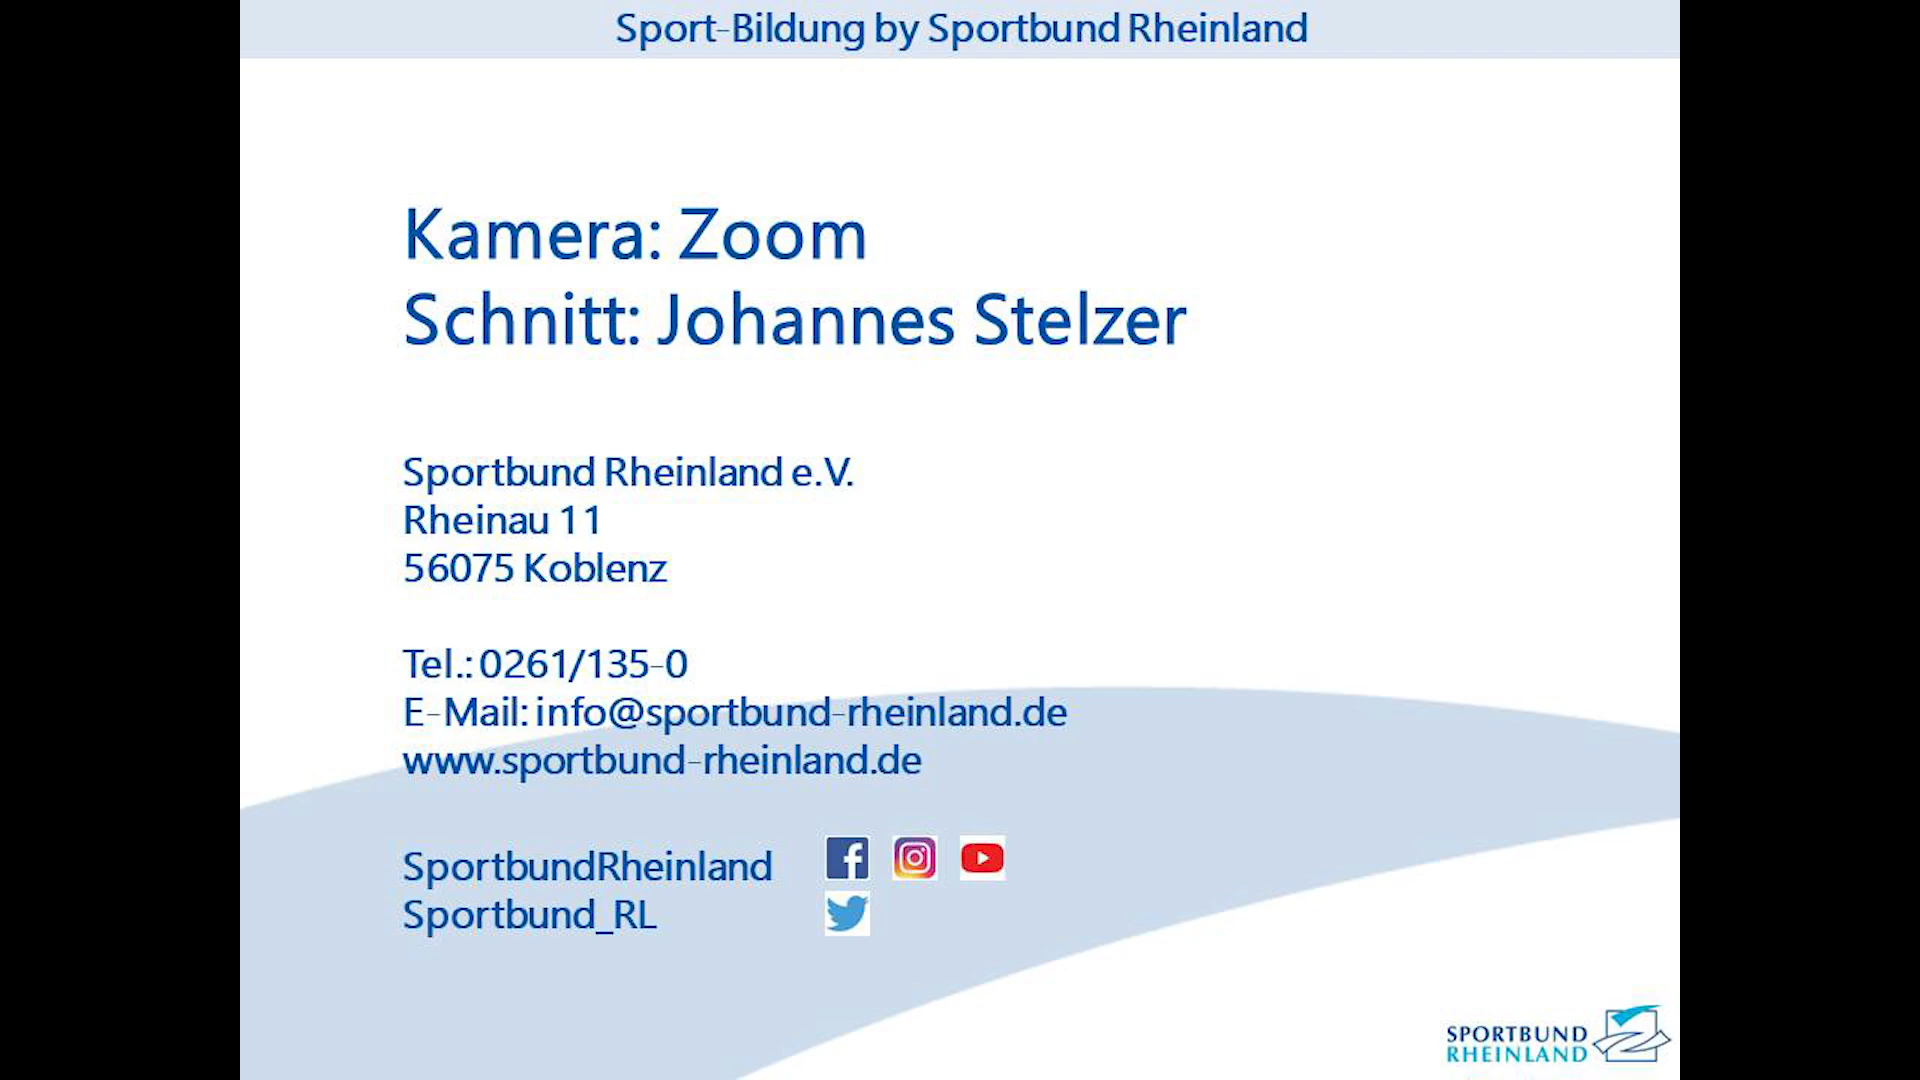 Sport-Bildung by Sportbund Rheinland
Kamera: Zoom
Schnitt: Johannes Stelzer
Sportbund Rheinland e.V.
Rheinau 11
56075 Koblenz
Tel.: 0261/135-0
E-Mail: info@sportbund-rheinland.de
www.sportbund-rheinland.de
SportbundRheinland
Sportbund_RL
SPORTBUND
RHEINLAND